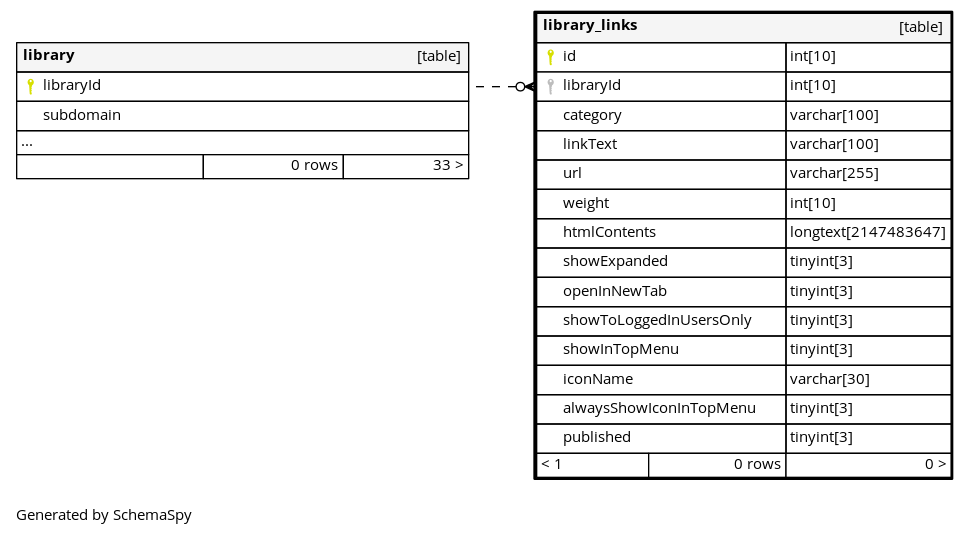 library [table]
libraryId
subdomain
...
0 rows 33 >
library_links [table]
id int[10]
libraryId int[10]
category varchar[100]
linkText varchar[100]
url varchar[255]
weight int[10]
htmlContents longtext[2147483647]
showExpanded tinyint[3]
openInNewTab tinyint[3]
showToLoggedInUsersOnly tinyint[3]
showInTopMenu tinyint[3]
iconName varchar[30]
alwaysShowIconInTopMenu tinyint[3]
published tinyint[3]
< 1 0 rows 0 >
Generated by SchemaSpy